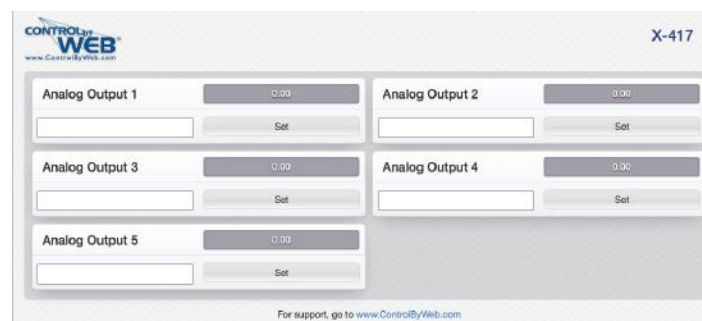 CONTROL BY
WEB
www.ControlByWeb.com
X-417
Analog Output 1 0.00
Set
Analog Output 2 0.00
Set
Analog Output 3 0.00
Set
Analog Output 4 0.00
Set
Analog Output 5 0.00
Set
For support, go to www.ControlByWeb.com